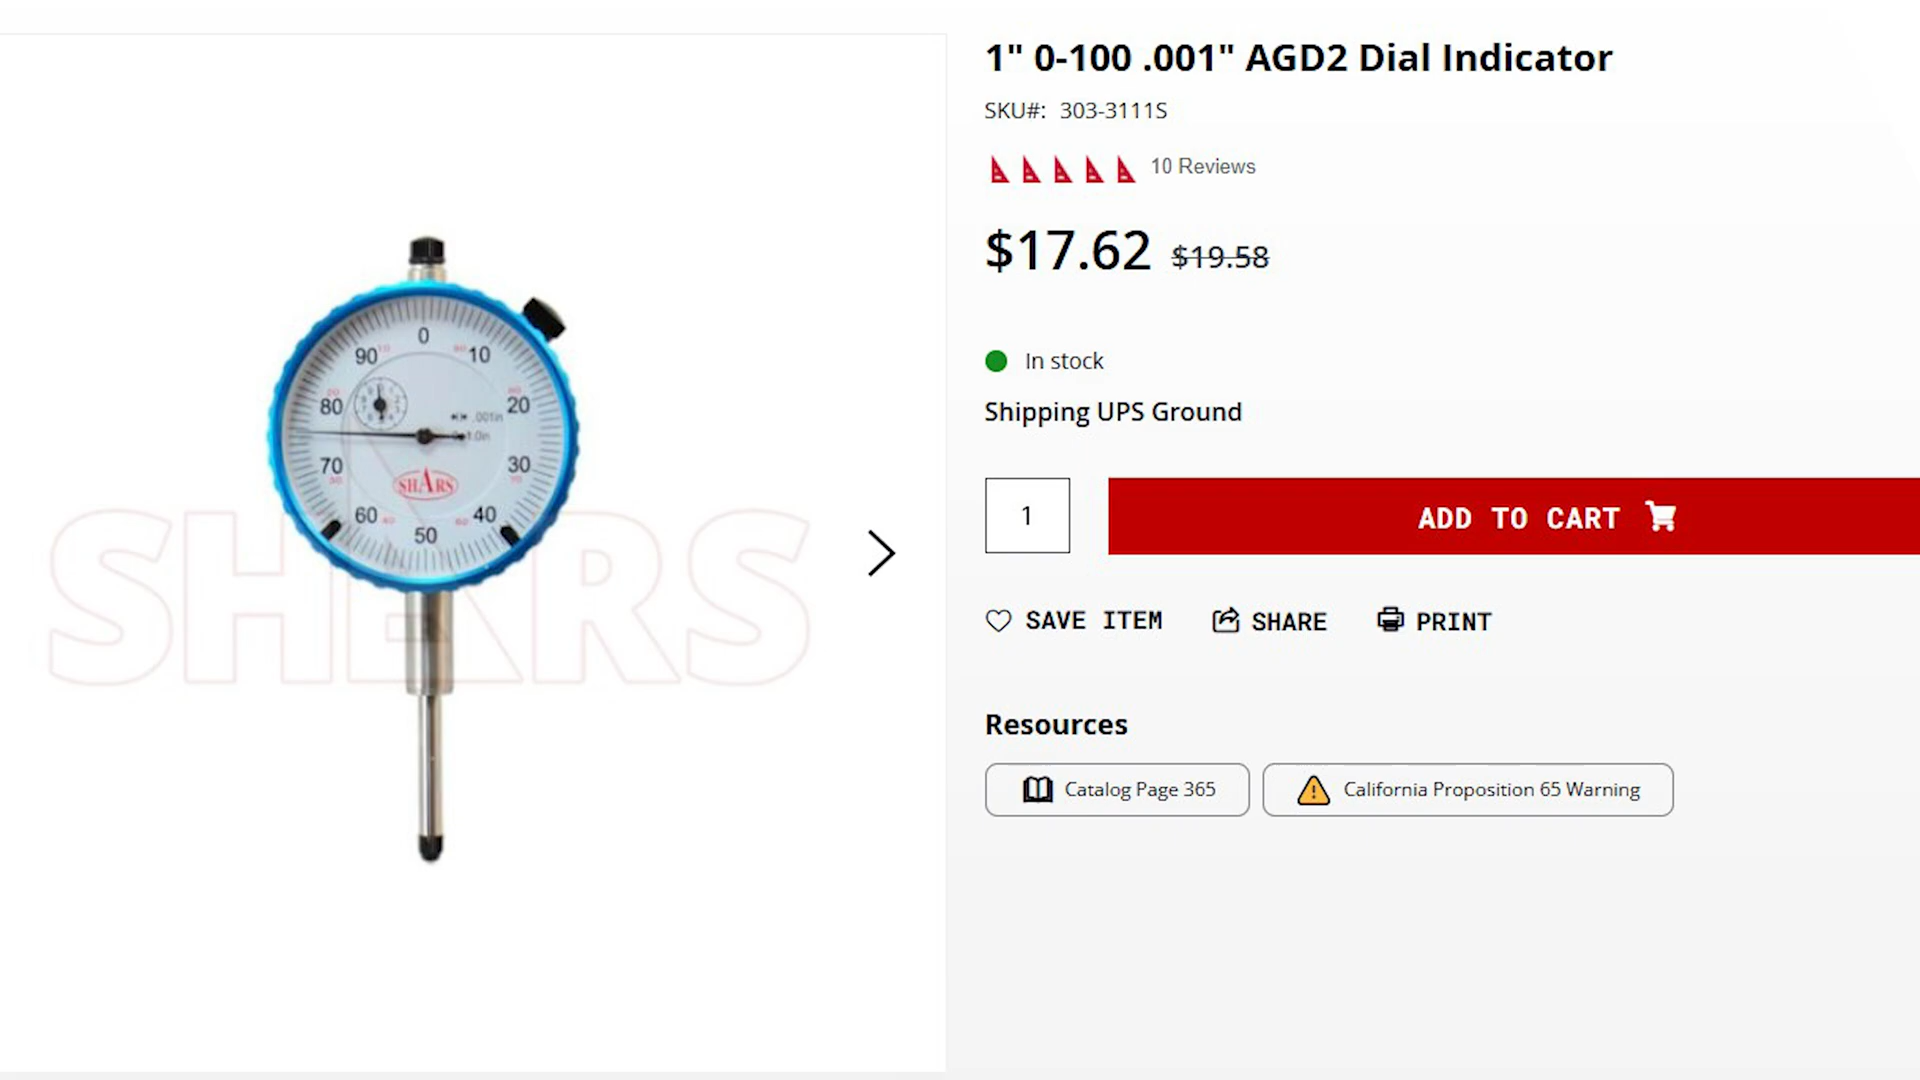 1" 0-100 .001" AGD2 Dial Indicator
SKU#: 303-3111S
10 Reviews
$17.62 $19.58
In stock
Shipping UPS Ground
1
ADD TO CART
SAVE ITEM SHARE PRINT
Resources
Catalog Page 365
California Proposition 65 Warning
0
90 10
80 20
.001in
70 30
SHARS
60 40
50
SHARS